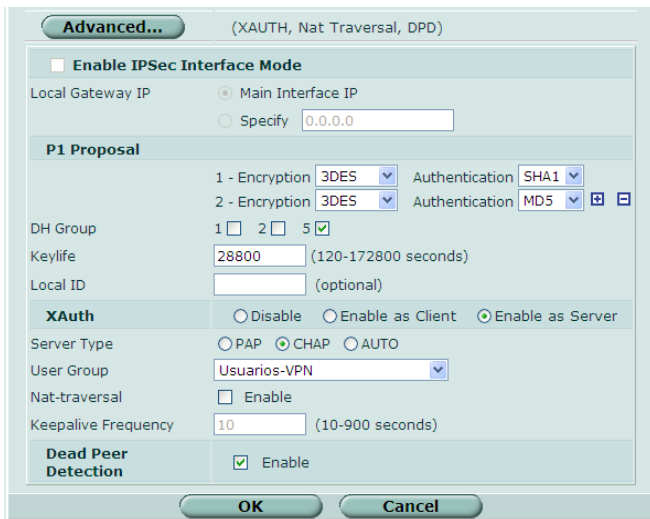 Advanced... (XAUTH, Nat Traversal, DPD)
Enable IPSec Interface Mode
Local Gateway IP Main Interface IP
Specify 0.0.0.0
P1 Proposal
1 - Encryption 3DES Authentication SHA1
2 - Encryption 3DES Authentication MD5
DH Group 1 2 5
Keylife 28800 (120-172800 seconds)
Local ID (optional)
XAuth Disable Enable as Client Enable as Server
Server Type PAP CHAP AUTO
User Group Usuarios-VPN
Nat-traversal Enable
Keepalive Frequency 10 (10-900 seconds)
Dead Peer
Detection Enable
OK Cancel